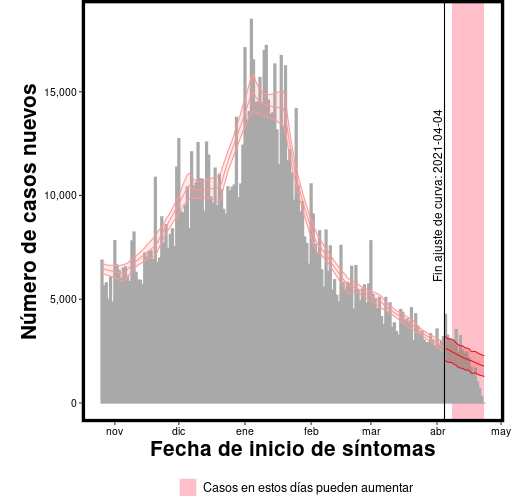 Número de casos nuevos
15,000
10,000
5,000
0
Fin ajuste de curva: 2021-04-04
nov dic ene feb mar abr may
Fecha de inicio de síntomas
Casos en estos días pueden aumentar